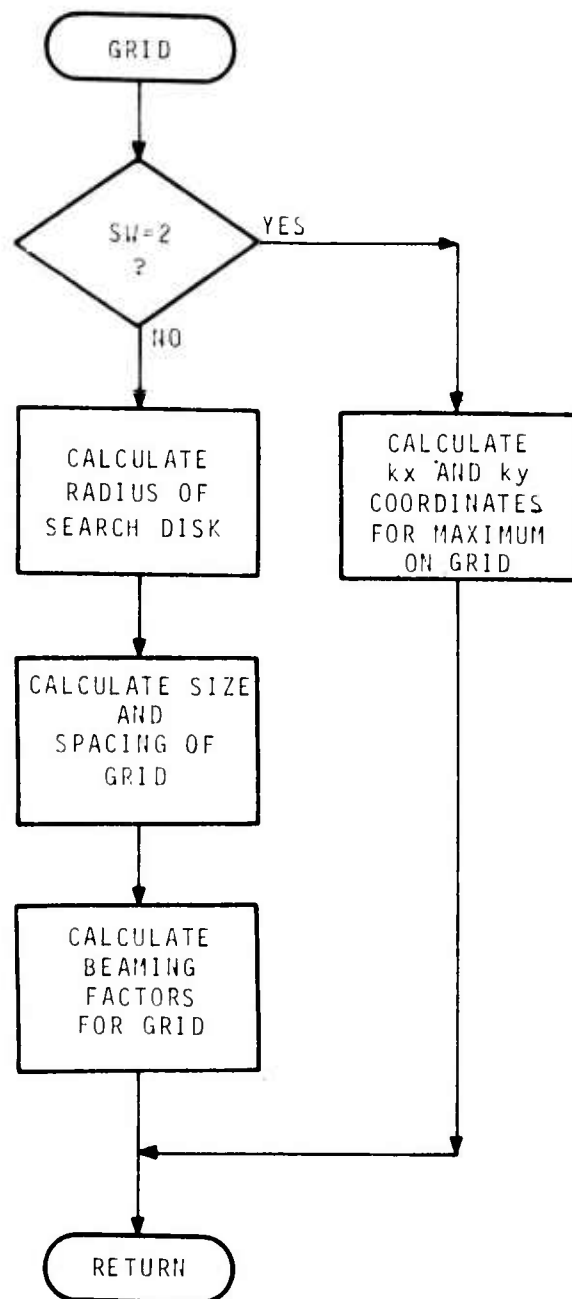 GRID
SW=2
?
YES
NO
CALCULATE
RADIUS OF
SEARCH DISK
CALCULATE
kx AND ky
COORDINATES
FOR MAXIMUM
ON GRID
CALCULATE SIZE
AND
SPACING OF
GRID
CALCULATE
BEAMING
FACTORS
FOR GRID
RETURN